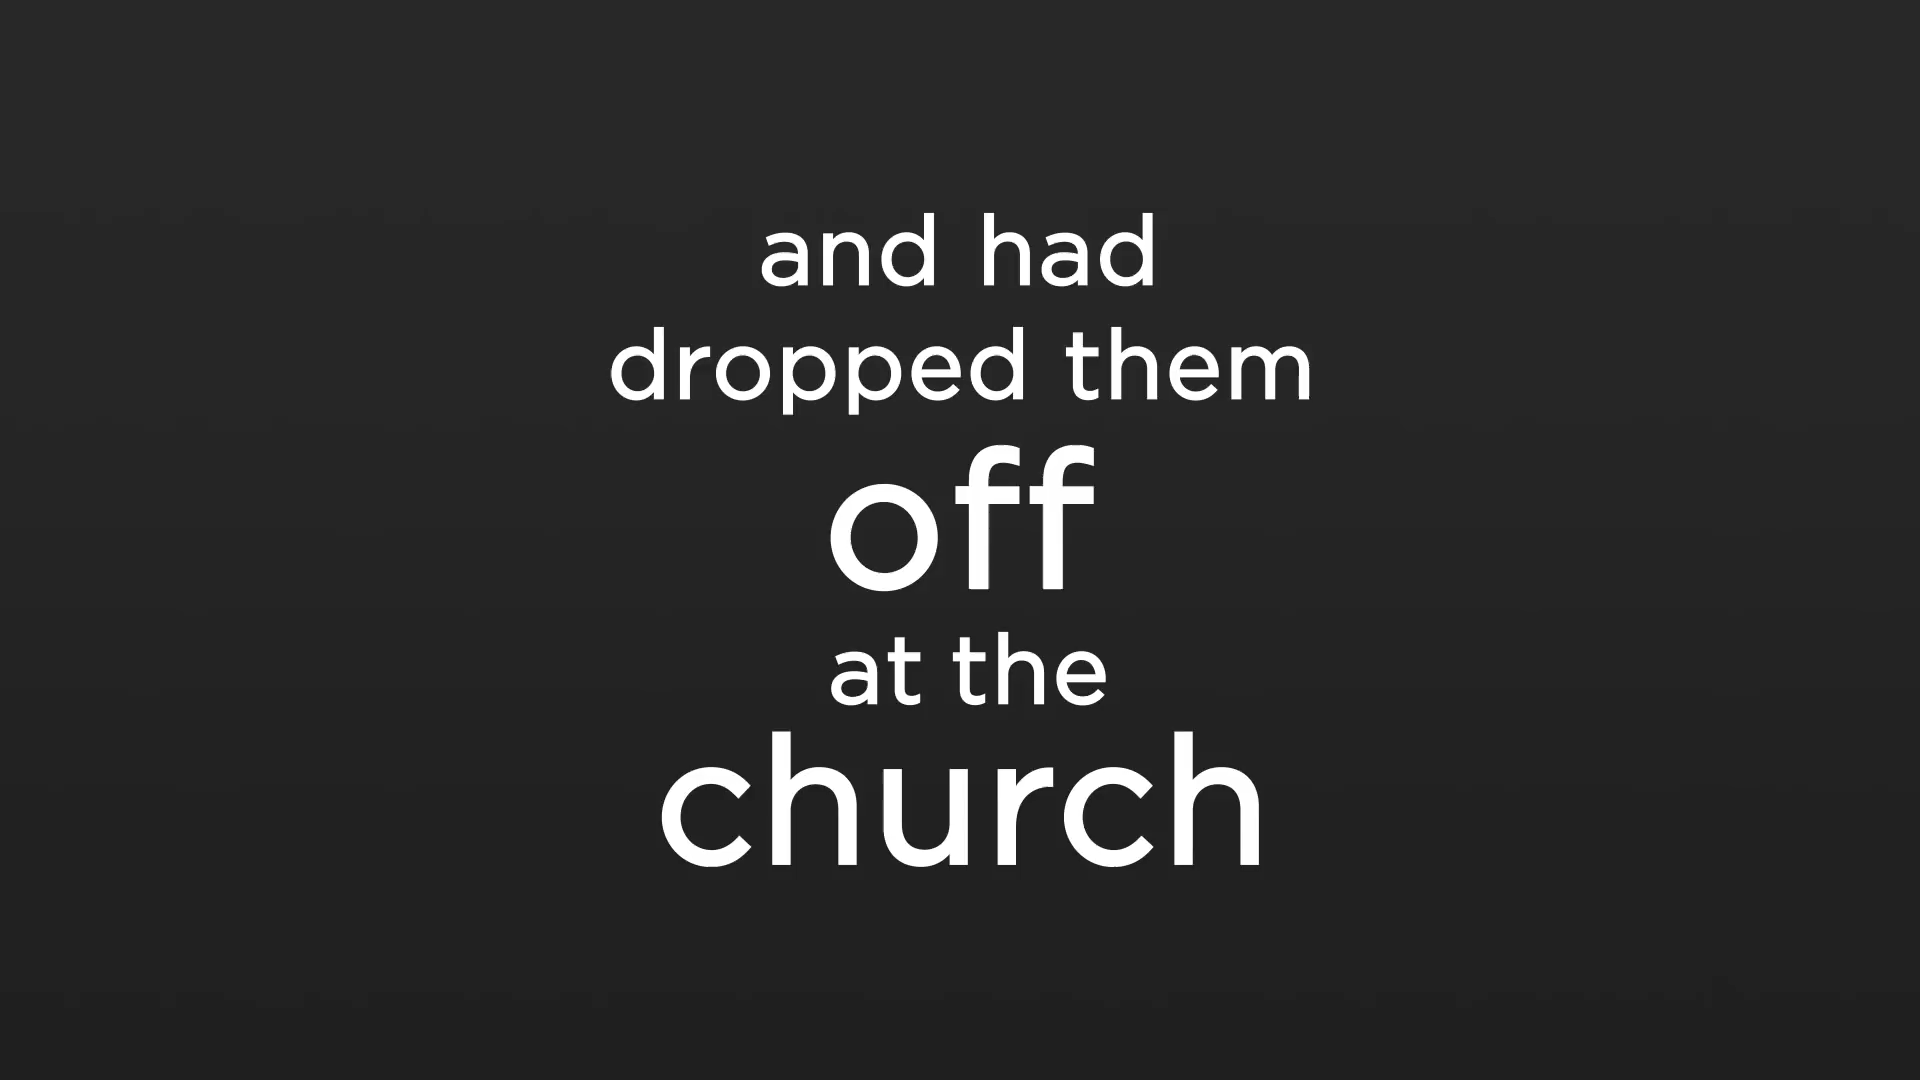 and had
dropped them
off
at the
church